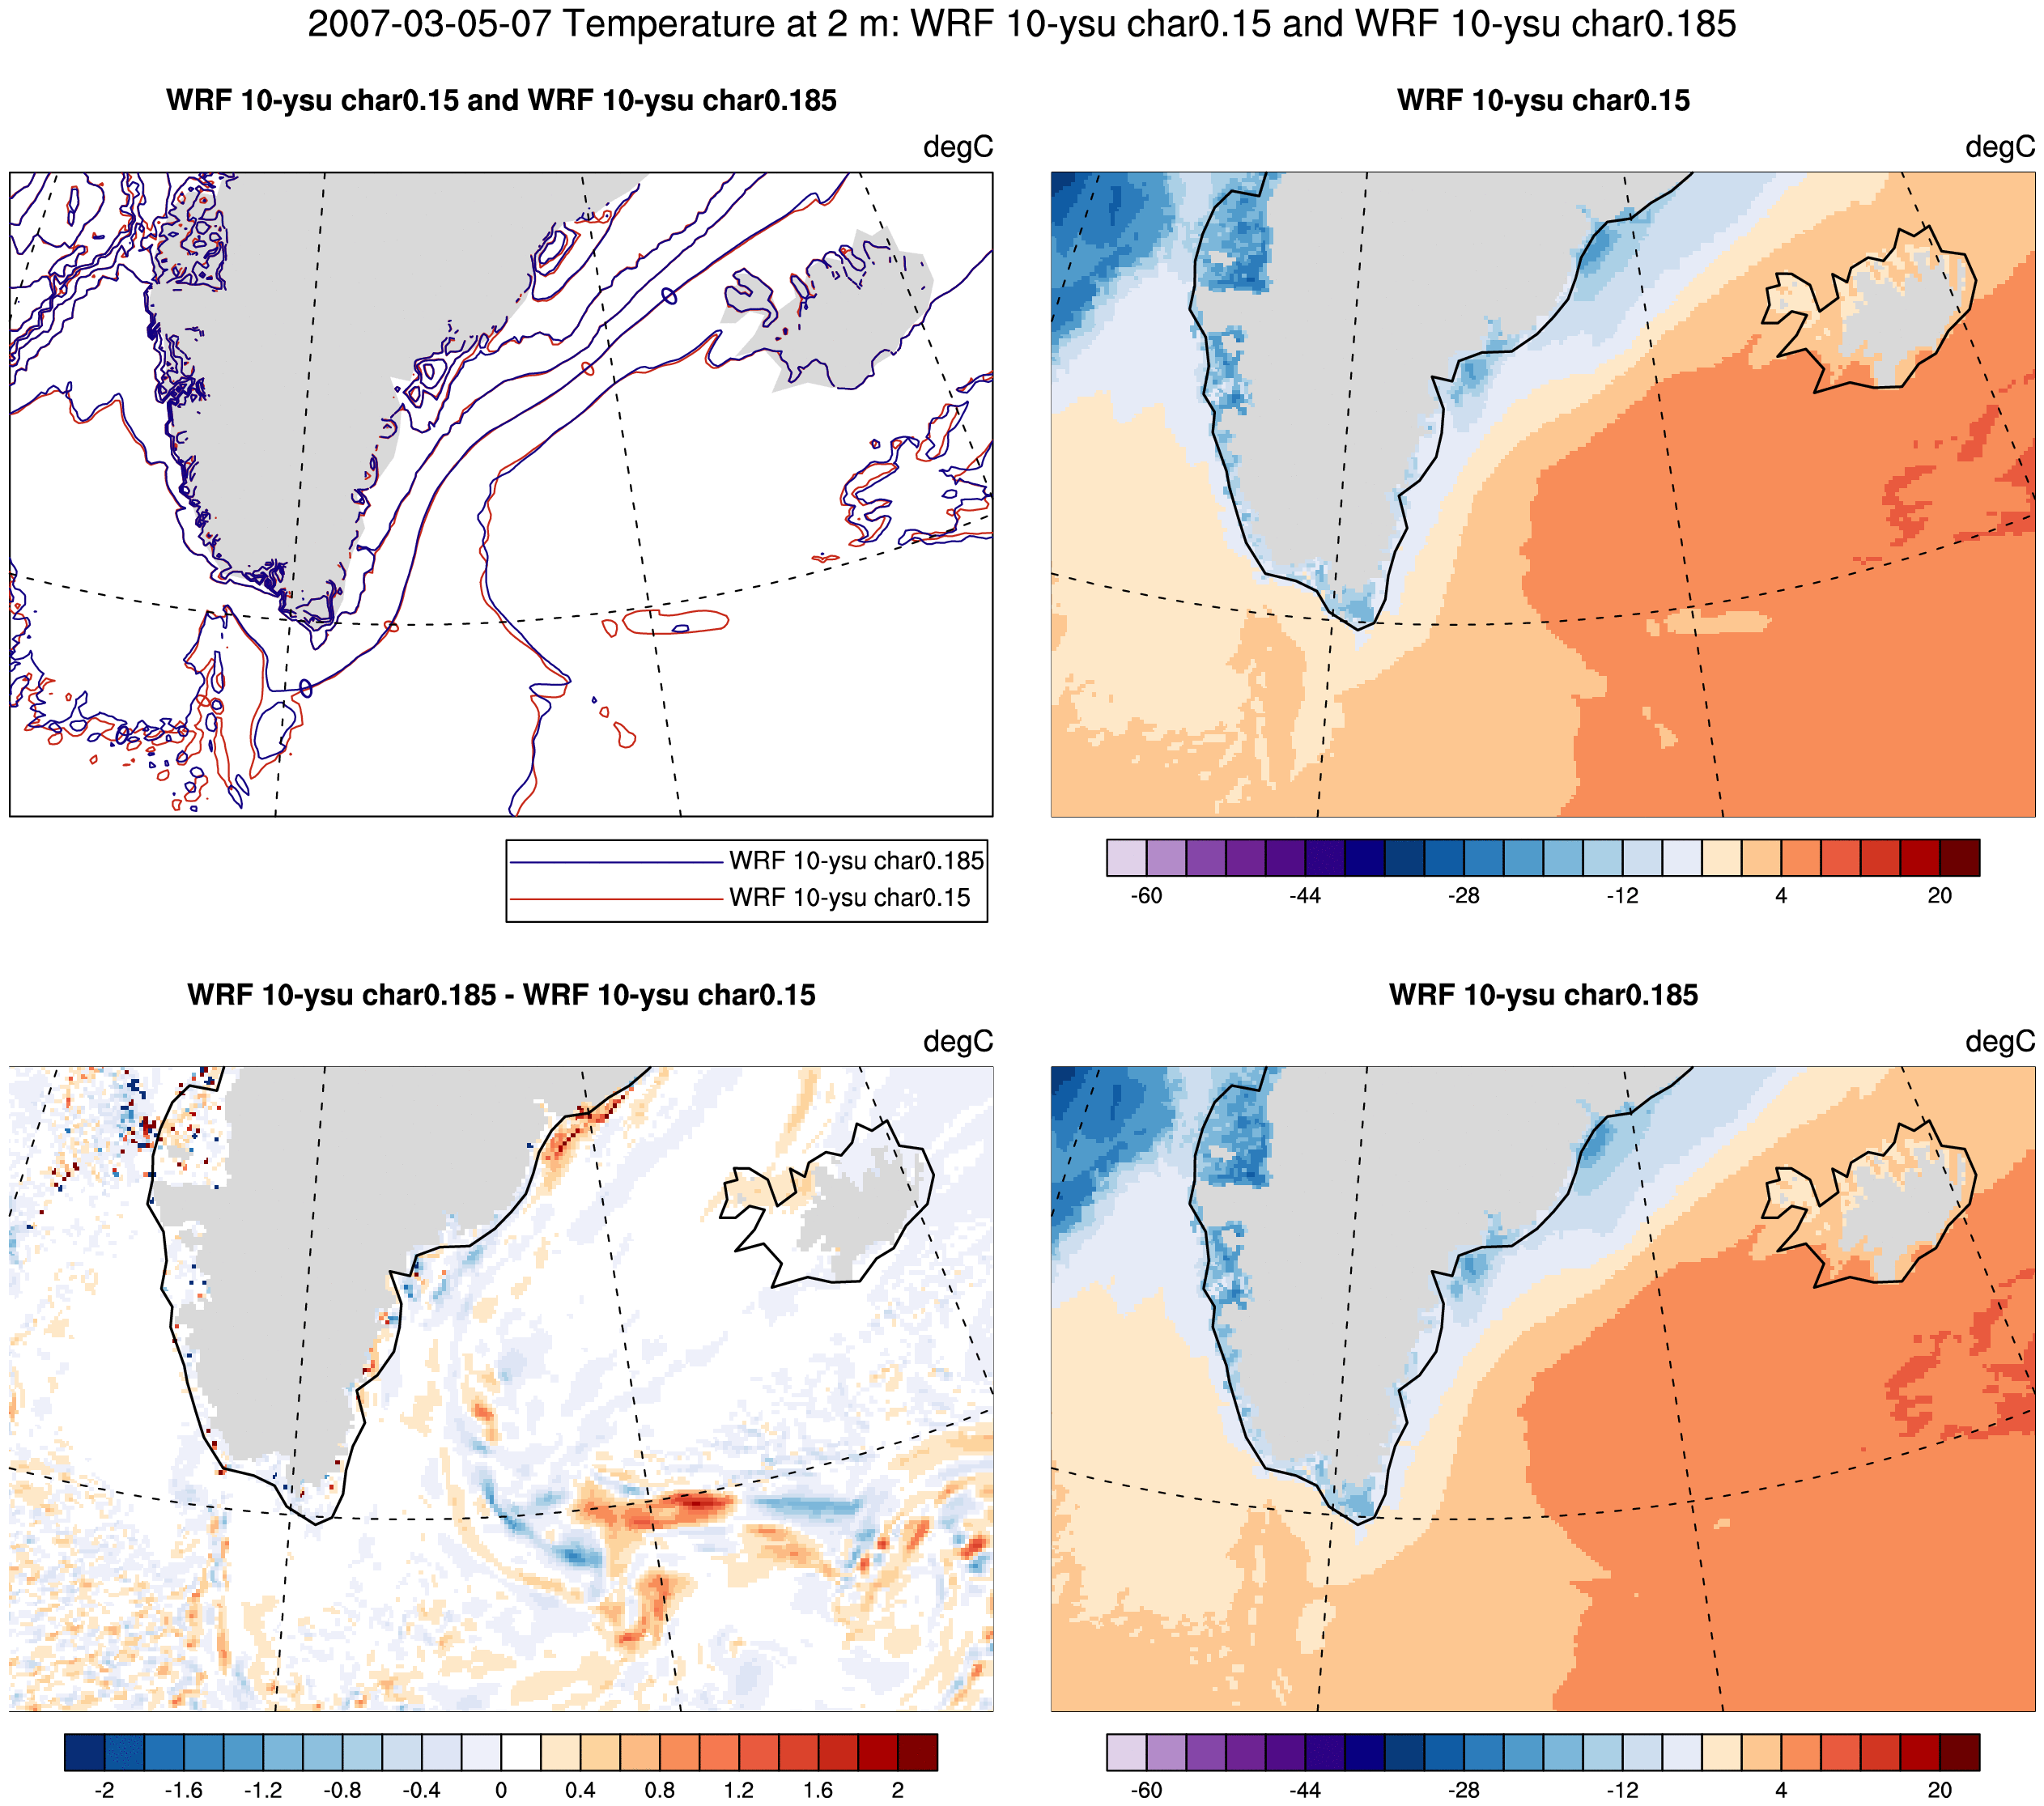 2007-03-05-07 Temperature at 2 m: WRF 10-ysu char0.15 and WRF 10-ysu char0.185
WRF 10-ysu char0.15 and WRF 10-ysu char0.185
degC
WRF 10-ysu char0.185
WRF 10-ysu char0.15
WRF 10-ysu char0.15
degC
-60 -44 -28 -12 4 20
WRF 10-ysu char0.185 - WRF 10-ysu char0.15
degC
-2 -1.6 -1.2 -0.8 -0.4 0 0.4 0.8 1.2 1.6 2
WRF 10-ysu char0.185
degC
-60 -44 -28 -12 4 20